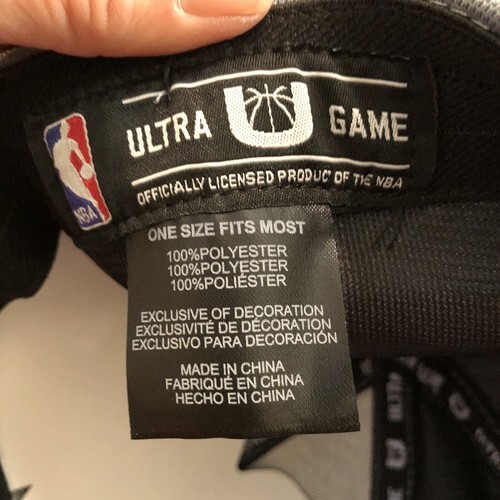 ULTRA U GAME
OFFICIALLY LICENSED PRODUCT OF THE NBA
NBA
ONE SIZE FITS MOST
100%POLYESTER
100%POLYESTER
100%POLIÉSTER
EXCLUSIVE OF DECORATION
EXCLUSIVITÉ DE DÉCORATION
EXCLUSIVO PARA DECORACIÓN
MADE IN CHINA
FABRIQUÉ EN CHINA
HECHO EN CHINA